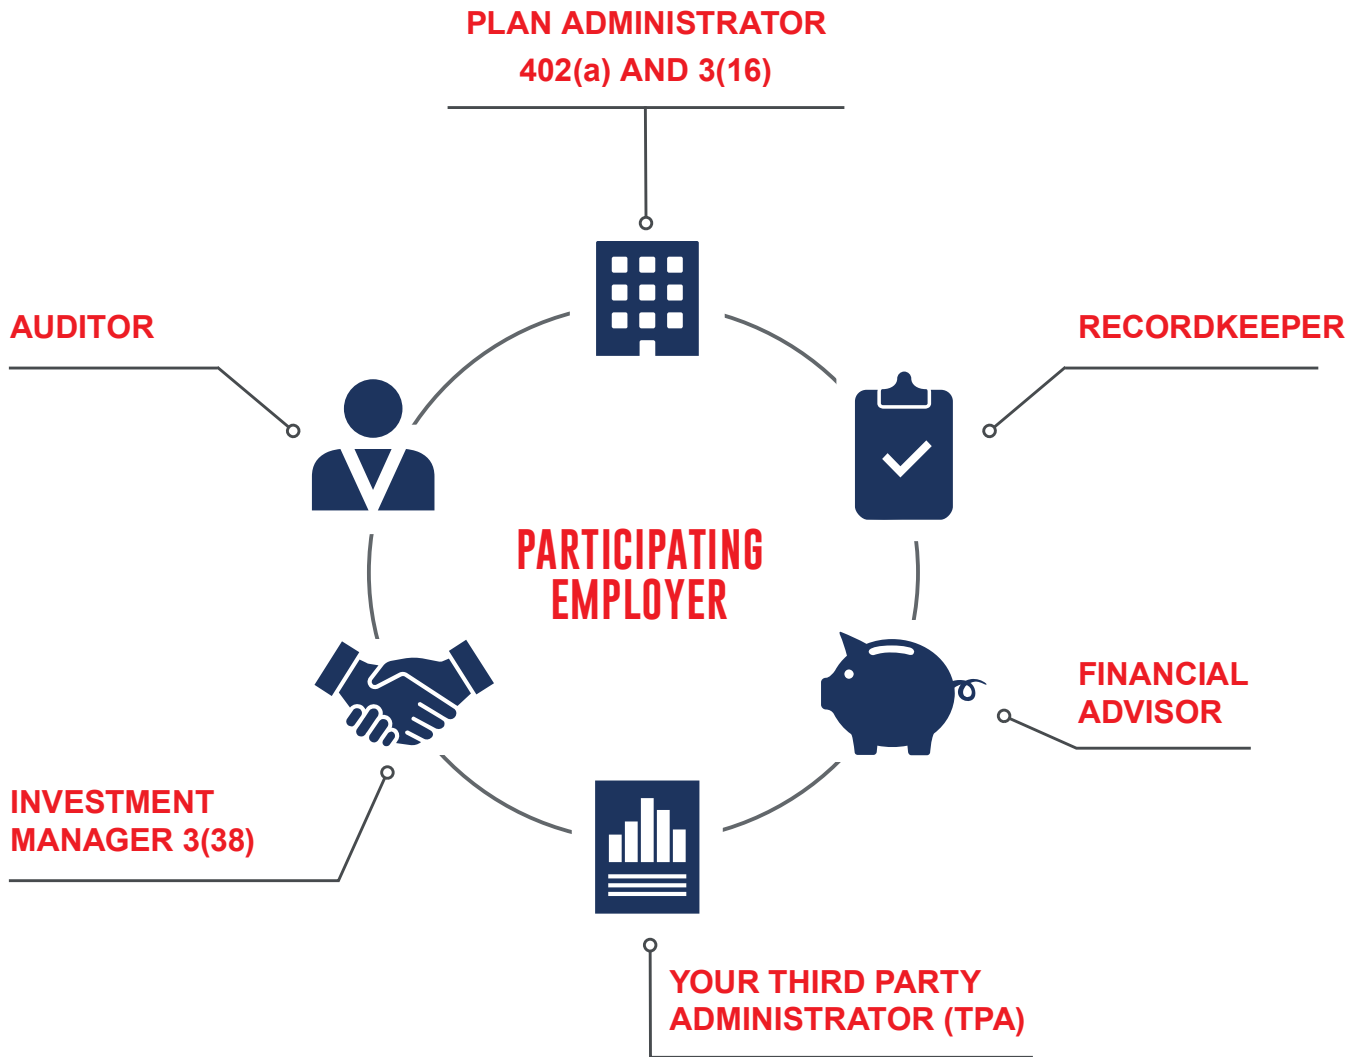 PLAN ADMINISTRATOR
402(a) AND 3(16)
AUDITOR
RECORDKEEPER
PARTICIPATING
EMPLOYER
FINANCIAL
ADVISOR
INVESTMENT
MANAGER 3(38)
YOUR THIRD PARTY
ADMINISTRATOR (TPA)